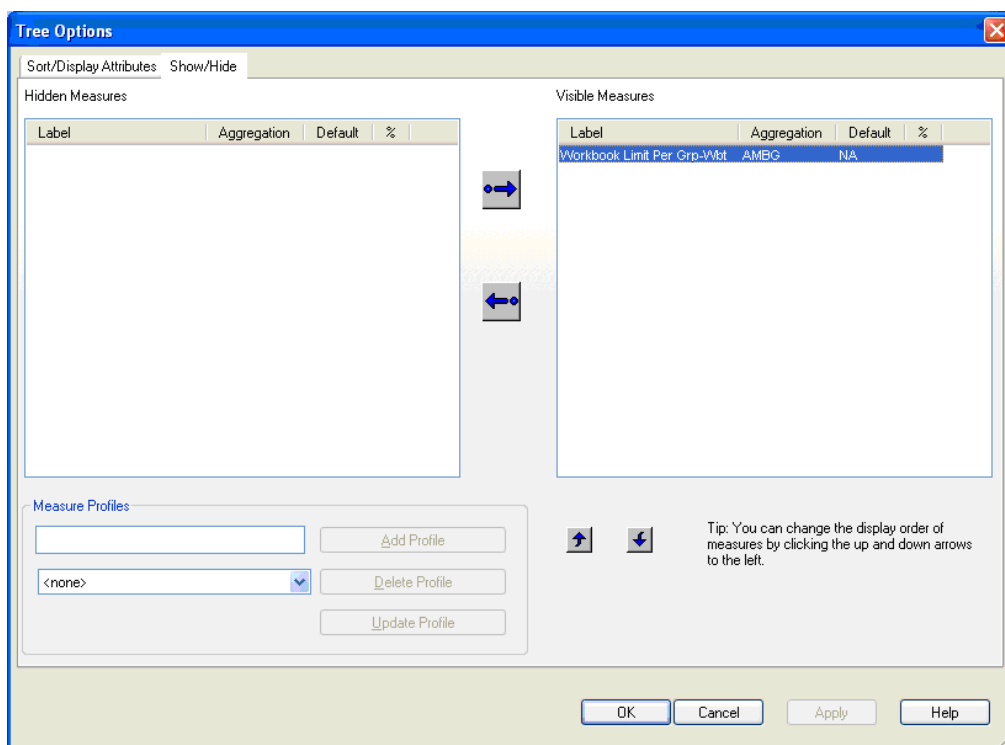 Tree Options
Sort/Display Attributes Show/Hide
Hidden Measures
Visible Measures
Label Aggregation Default %
Label Aggregation Default %
Workbook Limit Per Grp-Wbt AMBG NA
Measure Profiles
Add Profile
<none>
Delete Profile
Update Profile
Tip: You can change the display order of
measures by clicking the up and down arrows
to the left.
OK Cancel Apply Help